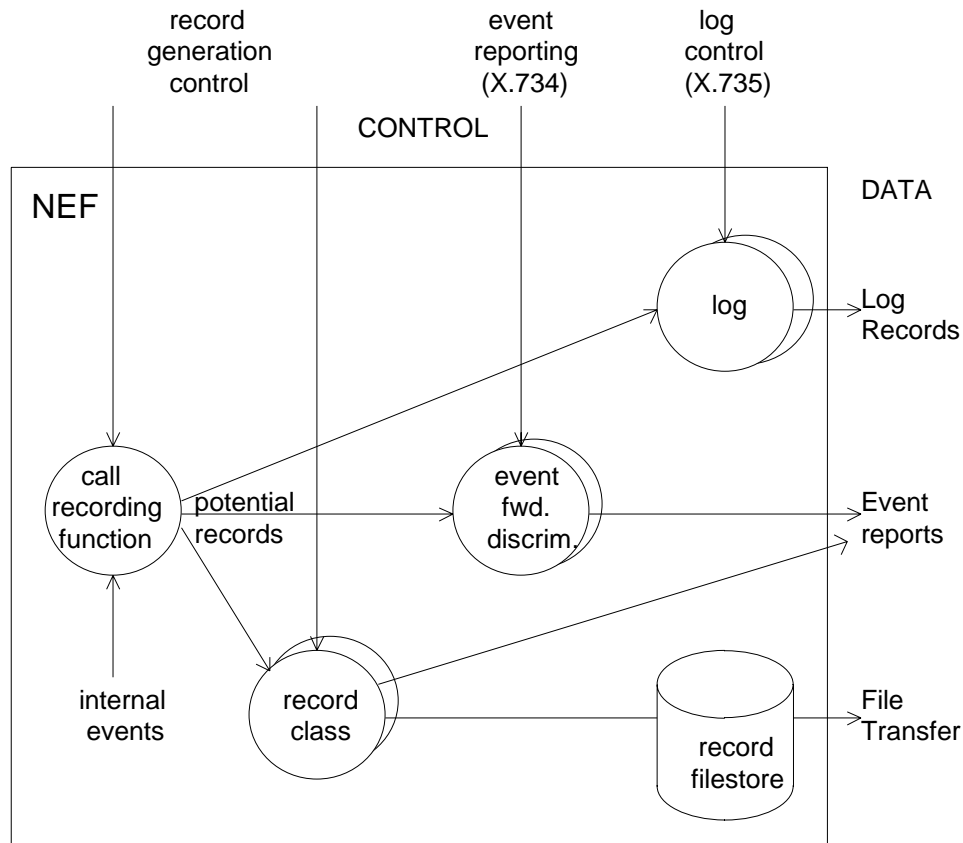 record
generation
control
event
reporting
(X.734)
log
control
(X.735)
CONTROL
NEF
DATA
log
Log
Records
call
recording
function
potential
records
event
fwd.
discrim.
Event
reports
internal
events
record
class
record
filestore
File
Transfer